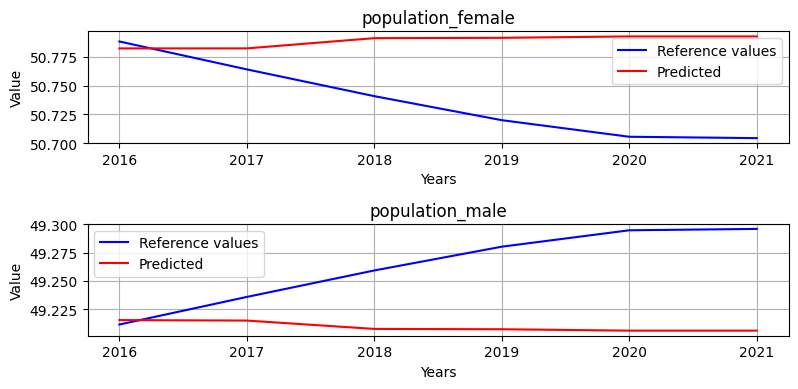 population_female
50.775
50.750
50.725
50.700
Value
Reference values
Predicted
2016 2017 2018 2019 2020 2021
Years
population_male
49.300
49.275
49.250
49.225
Value
Reference values
Predicted
2016 2017 2018 2019 2020 2021
Years